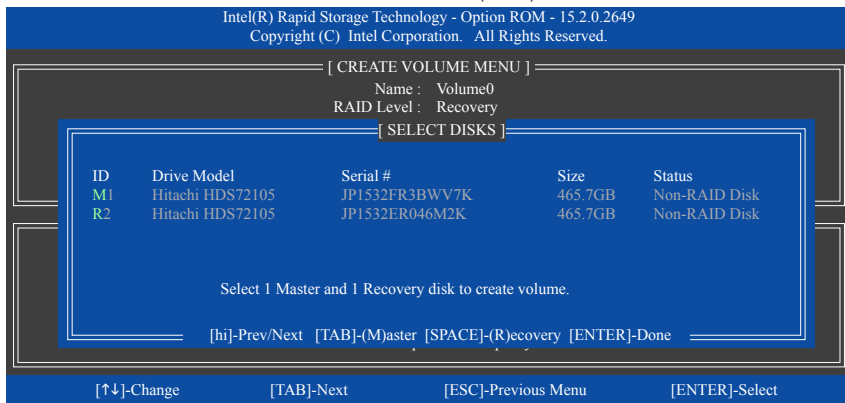 Intel(R) Rapid Storage Technology - Option ROM - 15.2.0.2649
Copyright (C) Intel Corporation. All Rights Reserved.
[ CREATE VOLUME MENU ]
Name : Volume0
RAID Level : Recovery
[ SELECT DISKS ]
ID Drive Model Serial # Size Status
M1 Hitachi HDS72105 JP1532FR3BWV7K 465.7GB Non-RAID Disk
R2 Hitachi HDS72105 JP1532ER046M2K 465.7GB Non-RAID Disk
Select 1 Master and 1 Recovery disk to create volume.
[hi]-Prev/Next [TAB]-(M)aster [SPACE]-(R)ecovery [ENTER]-Done
[↑↓]-Change [TAB]-Next [ESC]-Previous Menu [ENTER]-Select